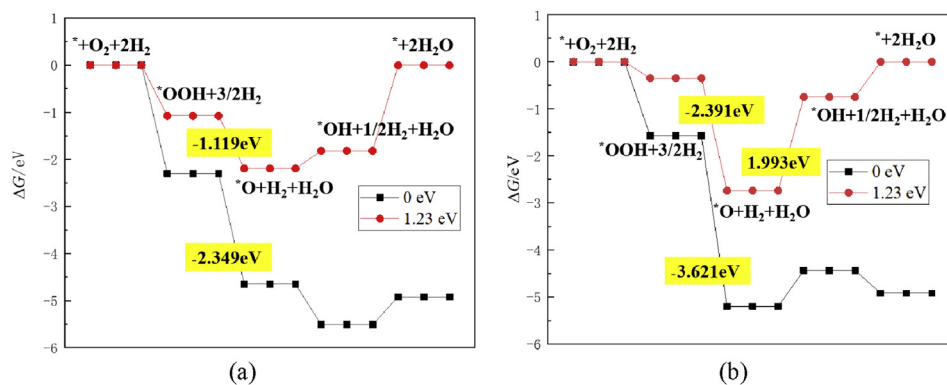 1
0
-1
-2
-3
-4
-5
-6
ΔG/eV
*+O₂+2H₂
*OOH+3/2H₂
-1.119eV
*O+H₂+H₂O
*OH+1/2H₂+H₂O
*+2H₂O
-2.349eV
0 eV
1.23 eV
(a)
1
0
-1
-2
-3
-4
-5
-6
ΔG/eV
*+O₂+2H₂
*OOH+3/2H₂
-2.391eV
*O+H₂+H₂O
1.993eV
*OH+1/2H₂+H₂O
*+2H₂O
-3.621eV
0 eV
1.23 eV
(b)